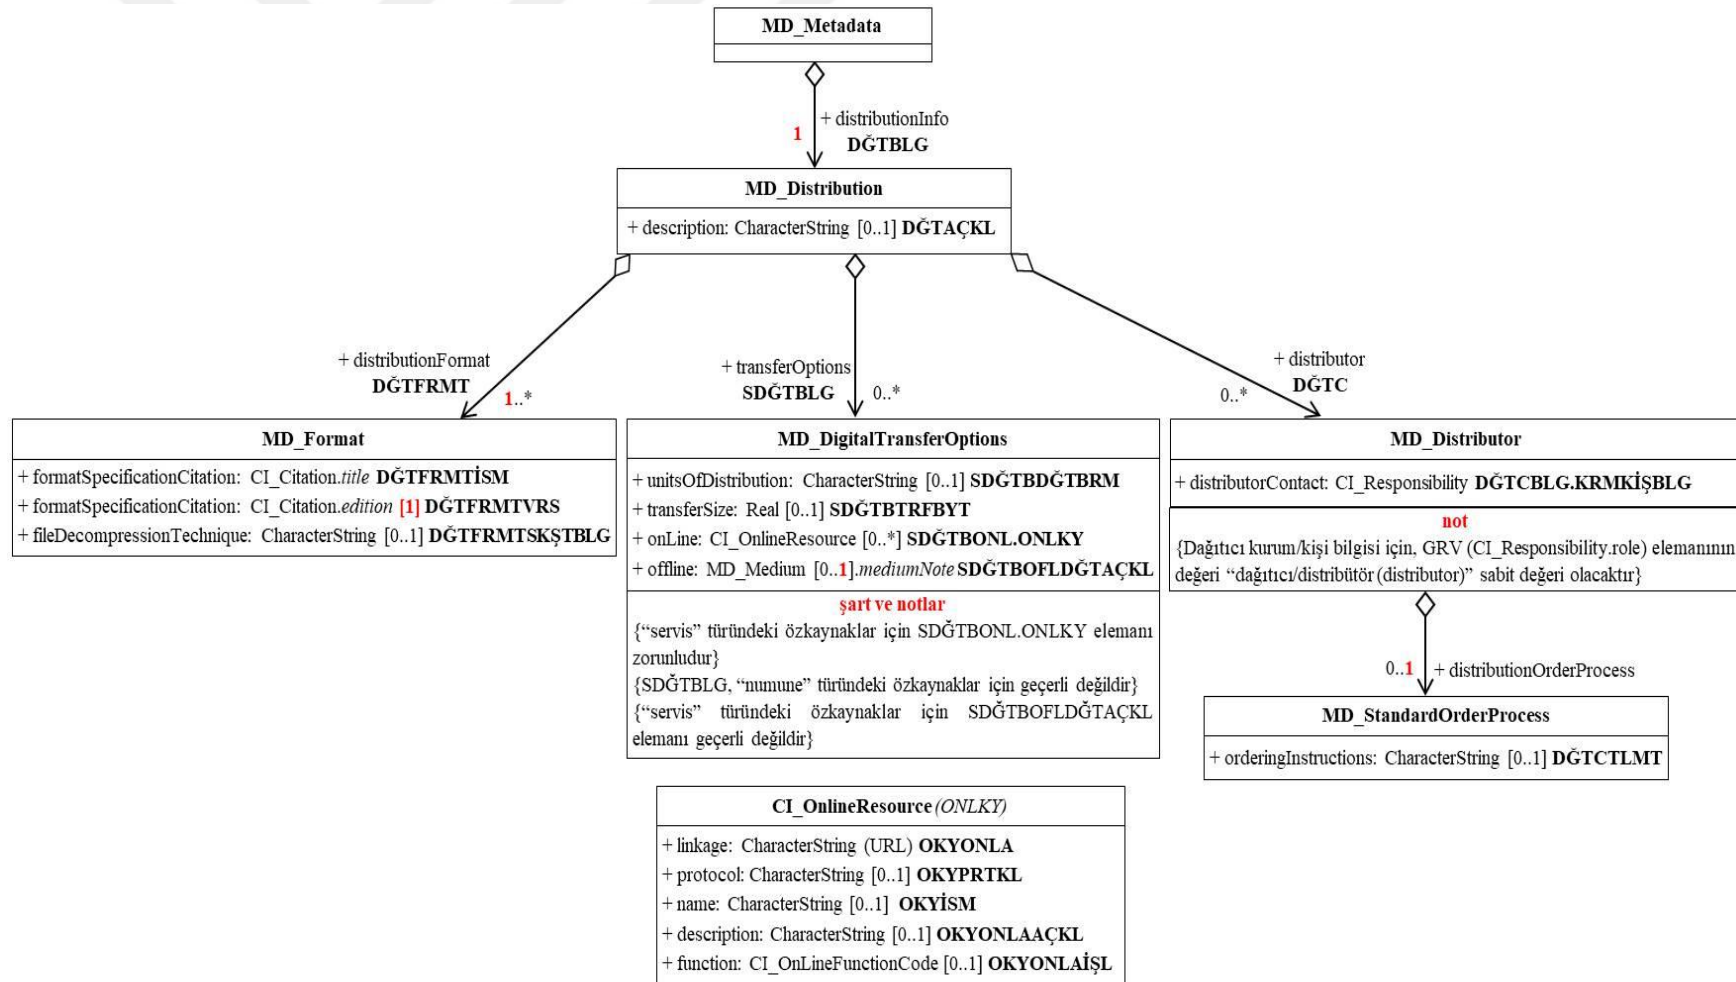 MD_Metadata
+ distributionInfo
1
DĞTBLG
MD_Distribution
+ description: CharacterString [0..1] DĞTAÇKL
+ distributionFormat
DĞTFRMT
1..*
+ transferOptions
SDĞTBLG
0..*
+ distributor
DĞTC
0..*
MD_Format
+ formatSpecificationCitation: CI_Citation.title DĞTFRMTİSM
+ formatSpecificationCitation: CI_Citation.edition [1] DĞTFRMTVRS
+ fileDecompressionTechnique: CharacterString [0..1] DĞTFRMTSKŞTBLG
MD_DigitalTransferOptions
+ unitsOfDistribution: CharacterString [0..1] SDĞTBDĞTBRM
+ transferSize: Real [0..1] SDĞTBTRFBYT
+ onLine: CI_OnlineResource [0..*] SDĞTBONL.ONLKY
+ offline: MD_Medium [0..1].mediumNote SDĞTBOFLDĞTAÇKL
şart ve notlar
{“servis” türündeki özkaynaklar için SDĞTBONL.ONLKY elemanı
zorunludur}
{SDĞTBLG, “numune” türündeki özkaynaklar için geçerli değildir}
{“servis” türündeki özkaynaklar için SDĞTBOFLDĞTAÇKL
elemanı geçerli değildir}
MD_Distributor
+ distributorContact: CI_Responsibility DĞTCBLG.KRMKİŞBLG
not
{Dağıtıcı kurum/kişi bilgisi için, GRV (CI_Responsibility.role) elemanının
değeri “dağıtıcı/distribütör (distributor)” sabit değeri olacaktır}
0..1
+ distributionOrderProcess
MD_StandardOrderProcess
+ orderingInstructions: CharacterString [0..1] DĞTCTLMT
CI_OnlineResource (ONLKY)
+ linkage: CharacterString (URL) OKYONLA
+ protocol: CharacterString [0..1] OKYPRTKL
+ name: CharacterString [0..1] OKYİSM
+ description: CharacterString [0..1] OKYONLAAÇKL
+ function: CI_OnLineFunctionCode [0..1] OKYONLAİŞL